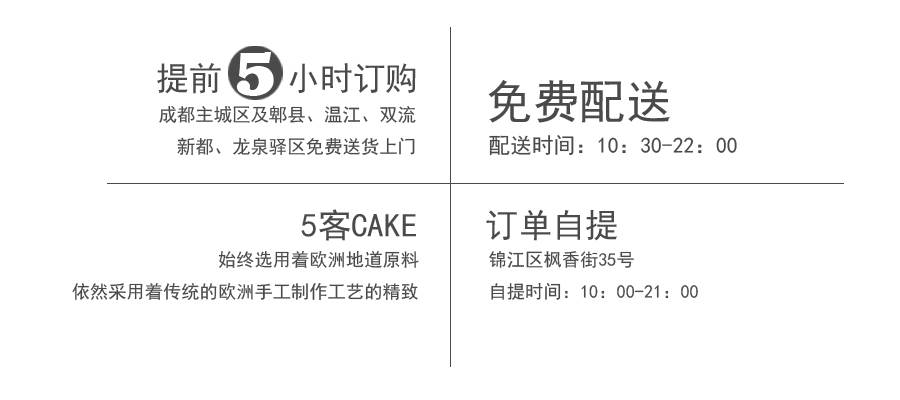 提前5小时订购
成都主城区及郫县、温江、双流
新都、龙泉驿区免费送货上门
免费配送
配送时间：10：30-22：00
5客CAKE
始终选用着欧洲地道原料
依然采用着传统的欧洲手工制作工艺的精致
订单自提
锦江区枫香街35号
自提时间：10：00-21：00